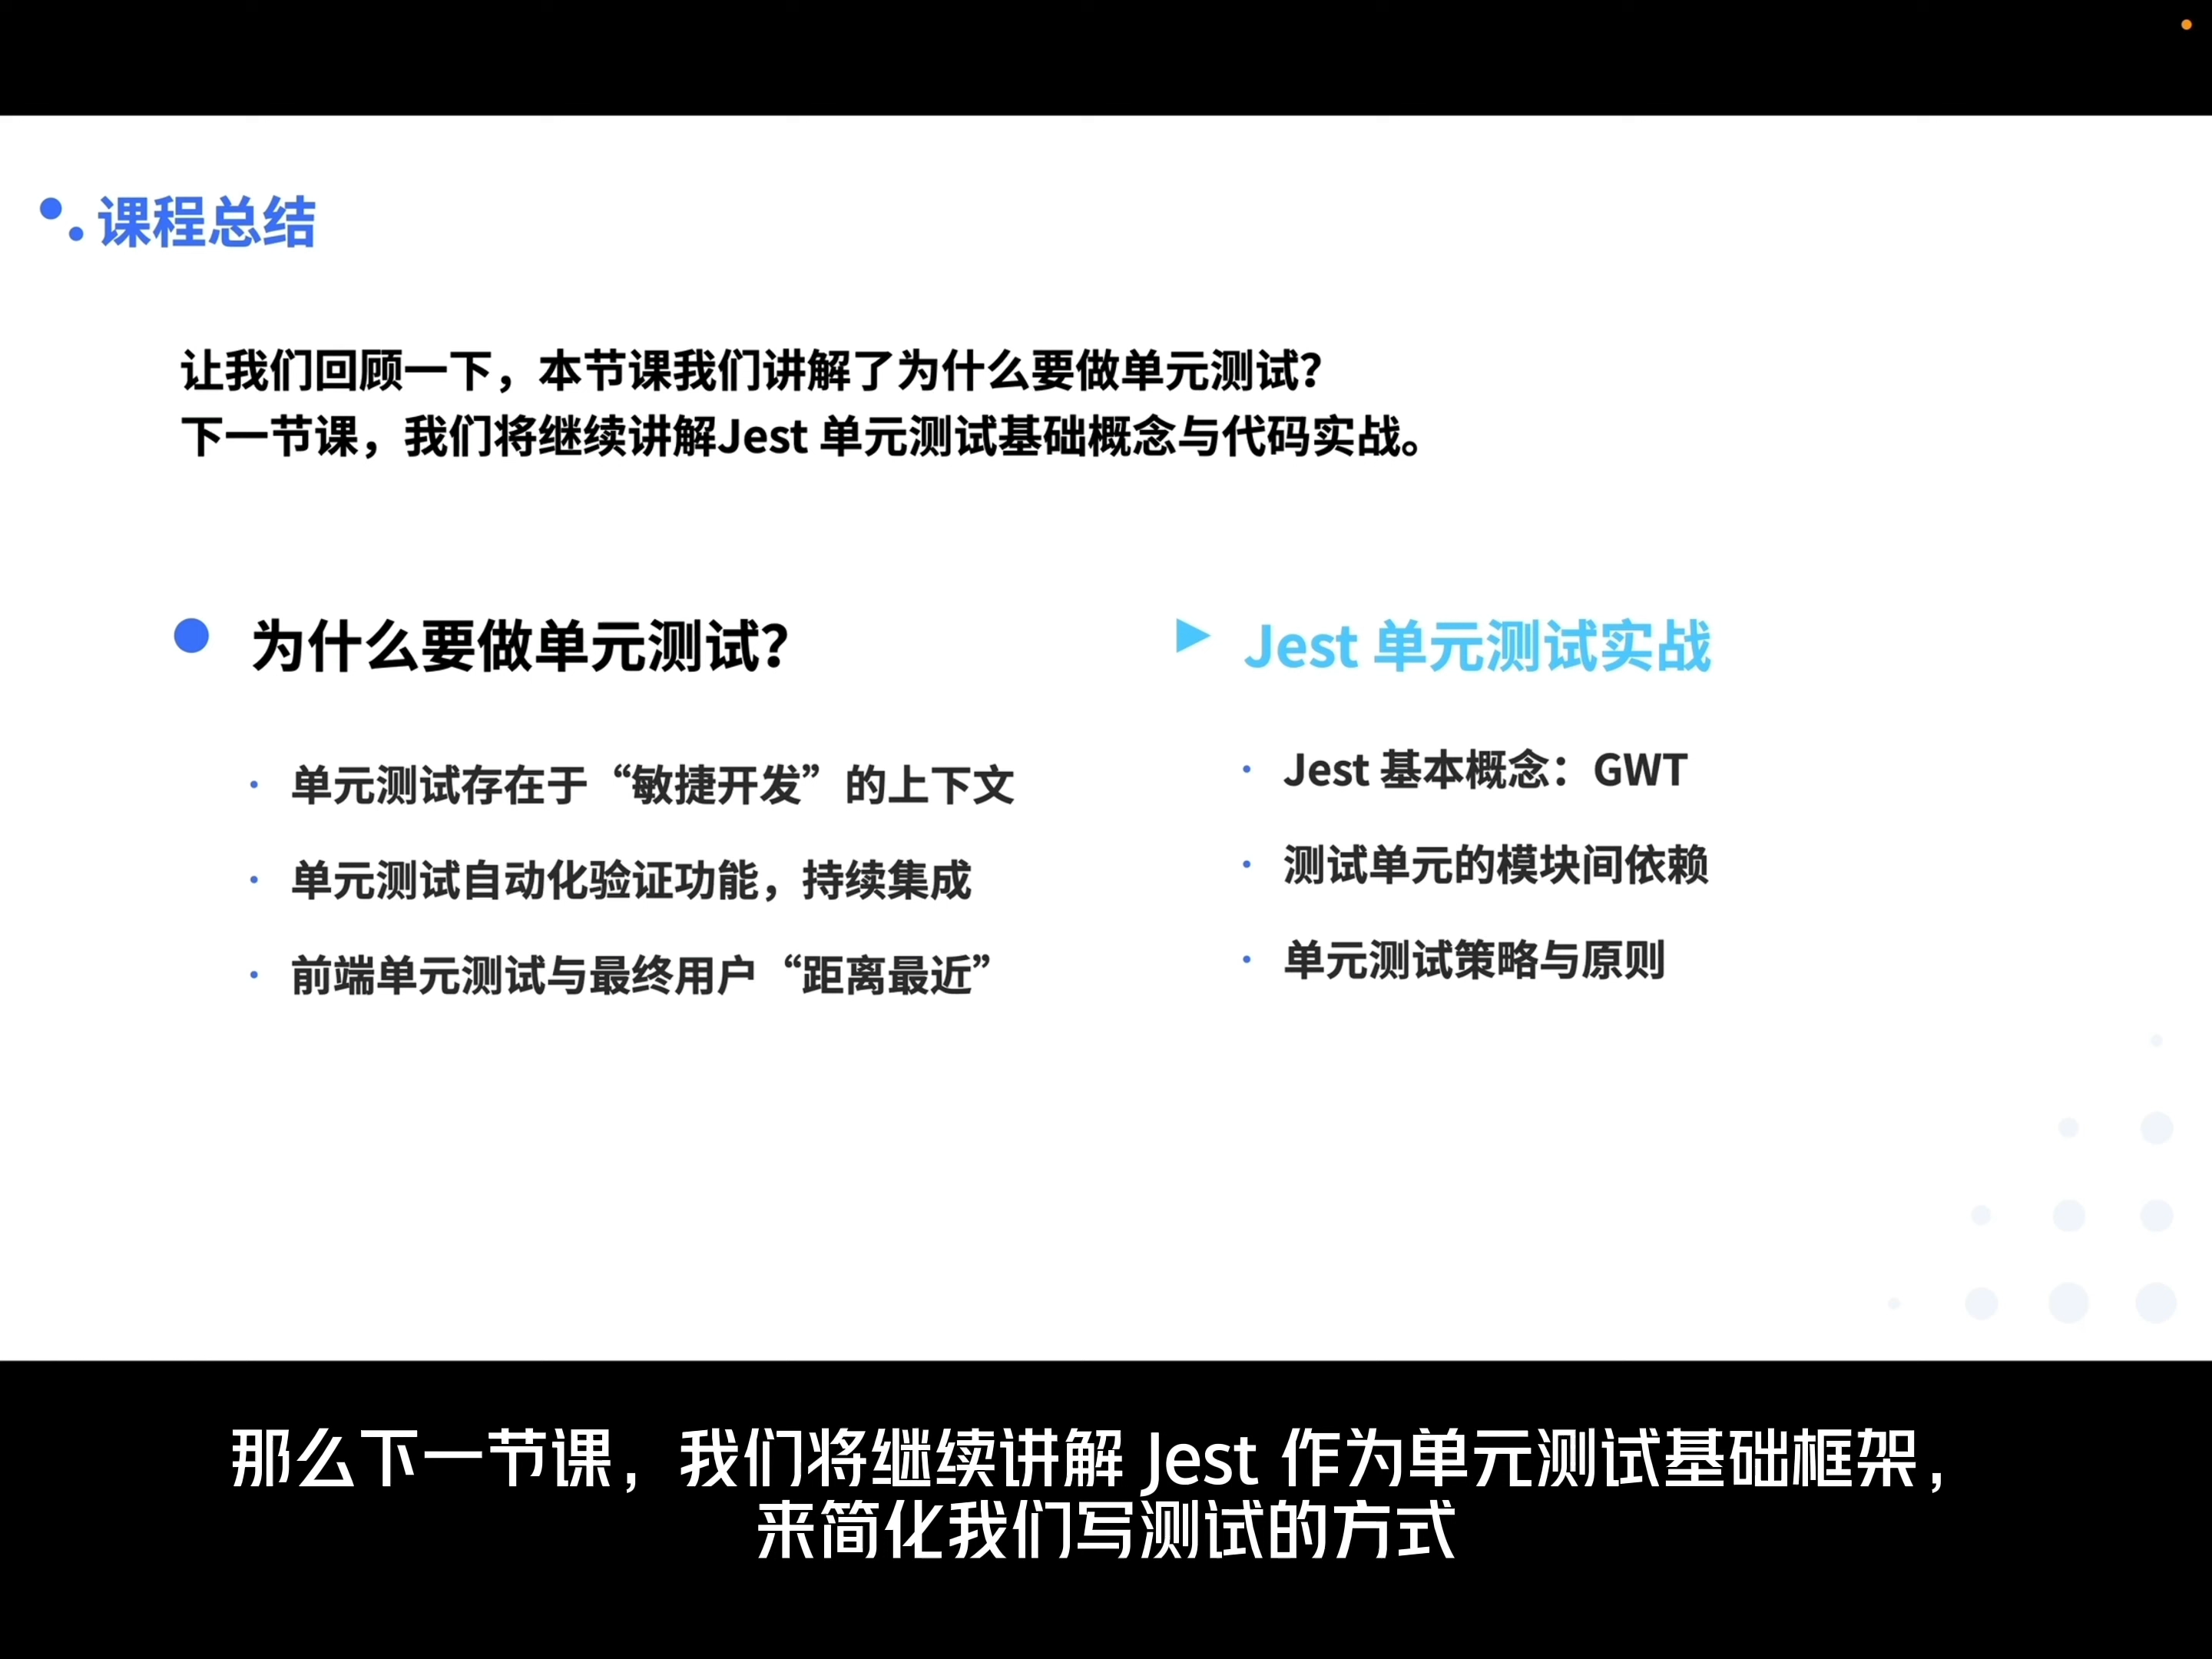 课程总结
让我们回顾一下，本节课我们讲解了为什么要做单元测试？
下一节课，我们将继续讲解Jest 单元测试基础概念与代码实战。
为什么要做单元测试？
单元测试存在于“敏捷开发”的上下文
单元测试自动化验证功能，持续集成
前端单元测试与最终用户“距离最近”
Jest 单元测试实战
Jest 基本概念：GWT
测试单元的模块间依赖
单元测试策略与原则
那么下一节课，我们将继续讲解 Jest 作为单元测试基础框架，
来简化我们写测试的方式